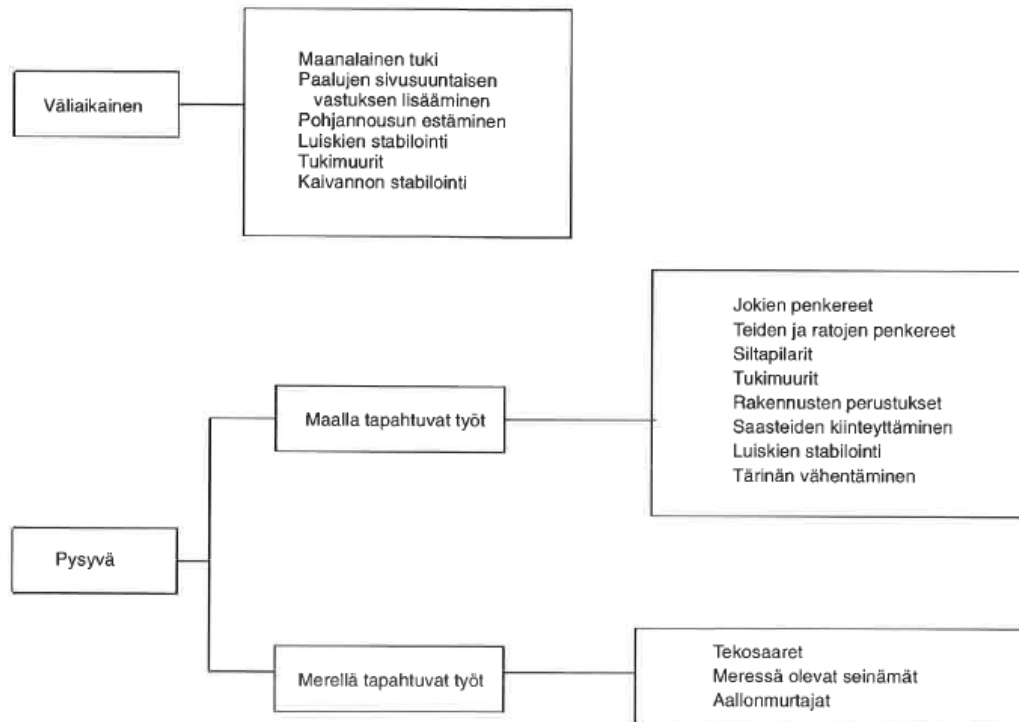 Väliaikainen
Maanalainen tuki
Paalujen sivusuuntaisen
vastuksen lisääminen
Pohjannousun estäminen
Luiskien stabilointi
Tukimuurit
Kaivannon stabilointi
Pysyvä
Maalla tapahtuvat työt
Jokien penkereet
Teiden ja ratojen penkereet
Siltapilarit
Tukimuurit
Rakennusten perustukset
Saasteiden kiinteyttäminen
Luiskien stabilointi
Tärinän vähentäminen
Merellä tapahtuvat työt
Tekosaaret
Meressä olevat seinämät
Aallonmurtajat